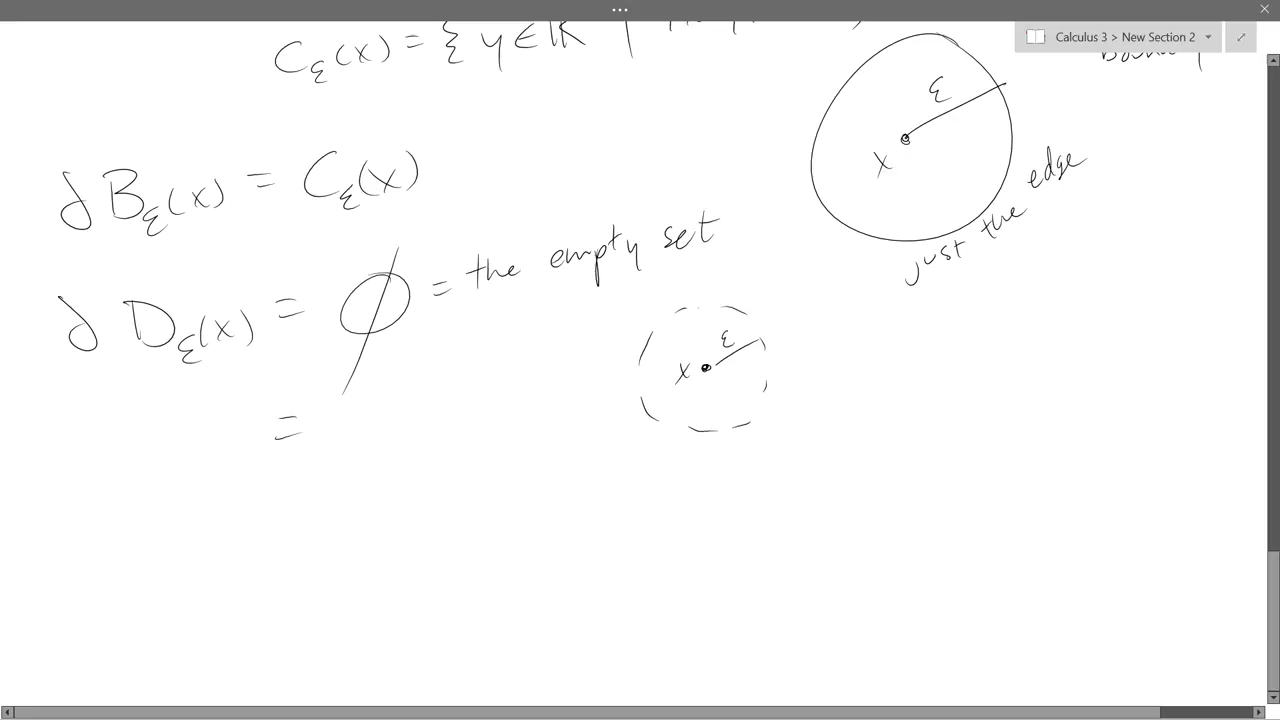 Calculus 3 > New Section 2
C_ε(x) = { y ∈ ℝ |
ε
x
just the edge
∂B_ε(x) = C_ε(x)
∂ D_ε(x) = ∅ = the empty set
=
ε
x